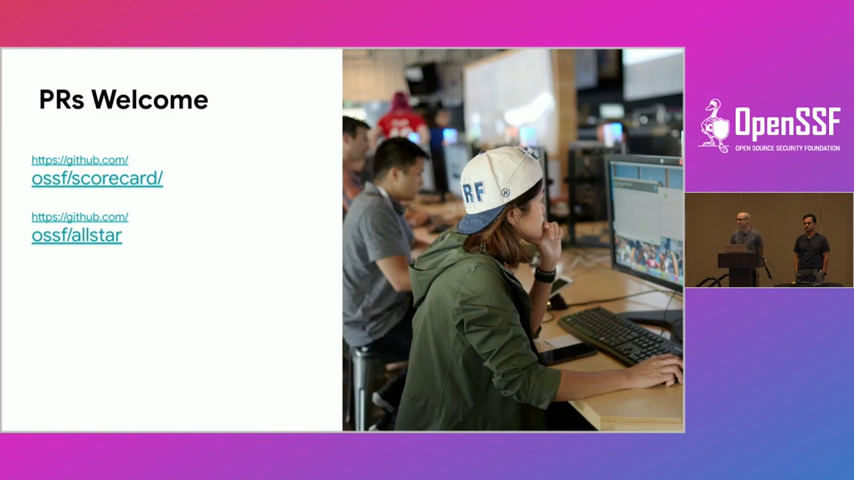 PRs Welcome
https://github.com/
ossf/scorecard/
https://github.com/
ossf/allstar
RF
OpenSSF
OPEN SOURCE SECURITY FOUNDATION